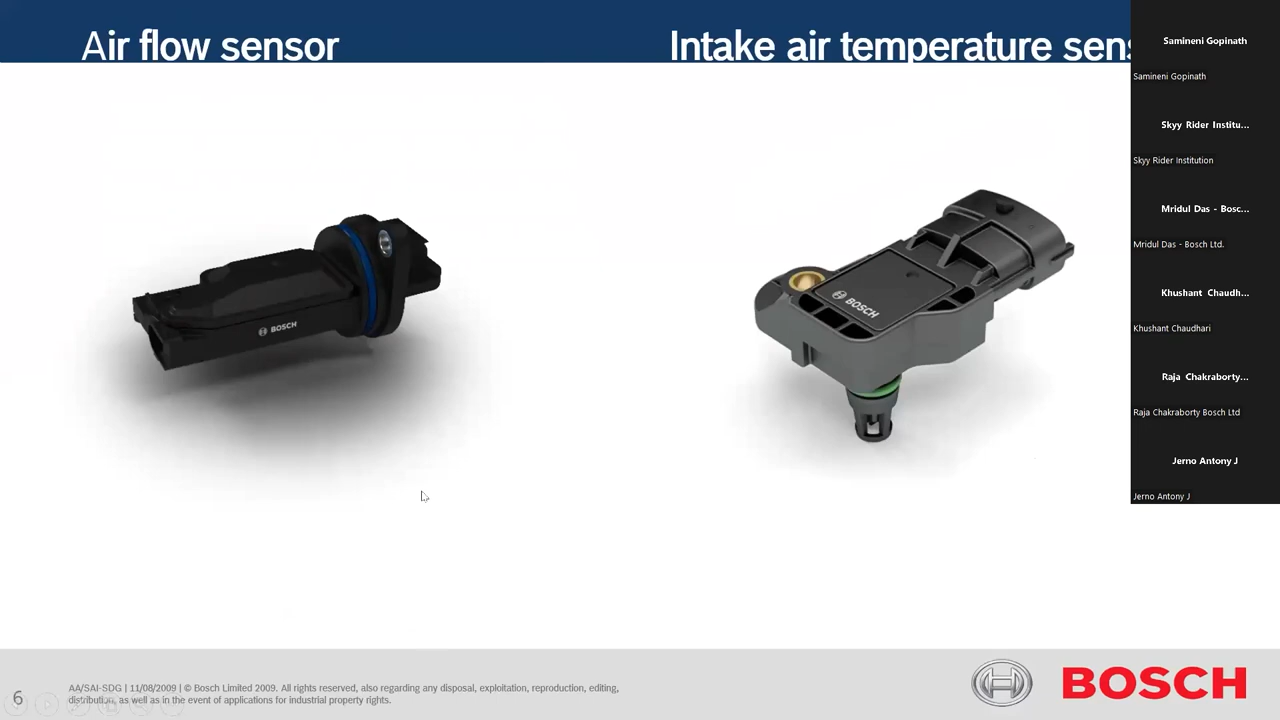 Air flow sensor
Intake air temperature sens
Samineni Gopinath
Samineni Gopinath
Skyy Rider Institu...
Skyy Rider Institution
Mridul Das - Bosc...
Mridul Das - Bosch Ltd.
Khushant Chaudh...
Khushant Chaudhari
Raja Chakraborty...
Raja Chakraborty Bosch Ltd
Jerno Antony J
Jerno Antony J
BOSCH
BOSCH
6
AA/SAI-SDG | 11/08/2009 | © Bosch Limited 2009. All rights reserved, also regarding any disposal, exploitation, reproduction, editing,
distribution, as well as in the event of applications for industrial property rights.
BOSCH